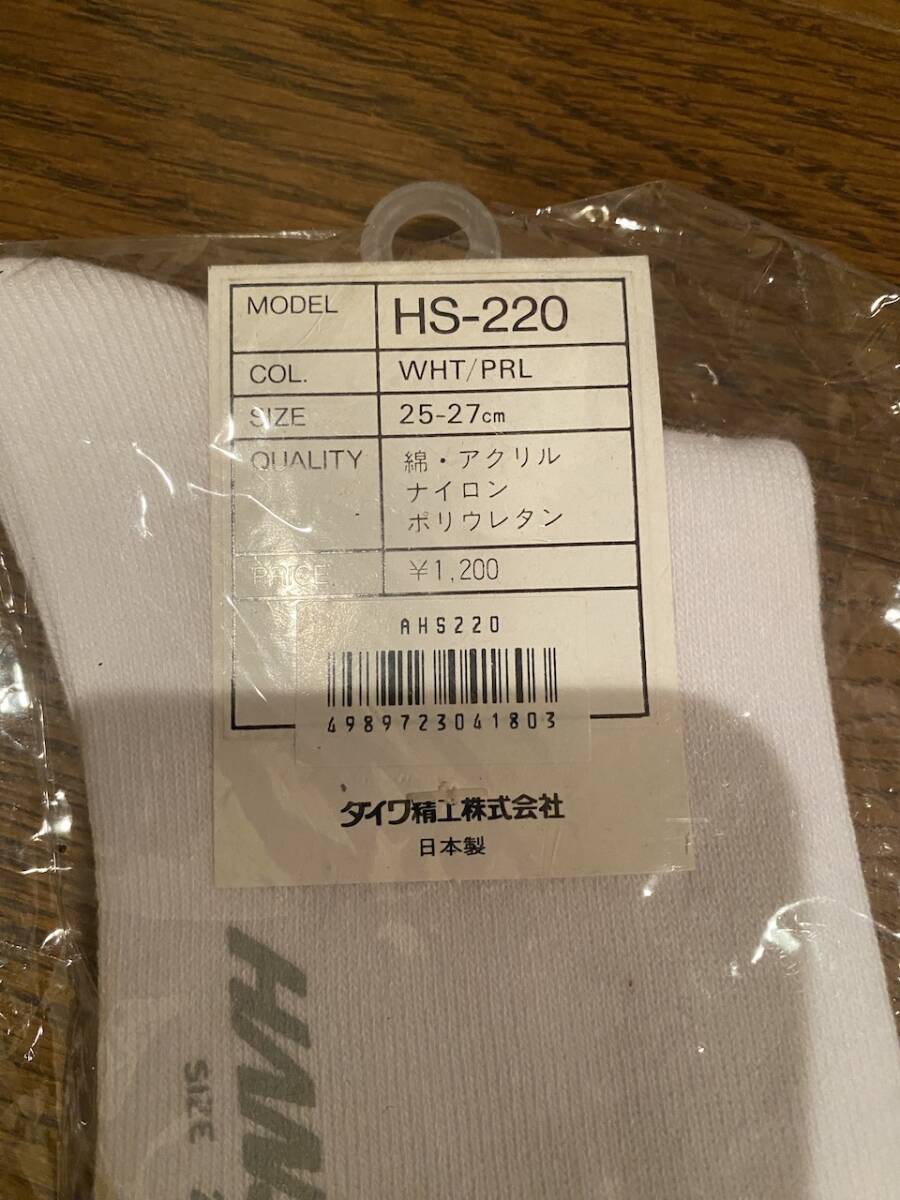 MODEL HS-220
COL. WHT/PRL
SIZE 25-27cm
QUALITY 綿・アクリル
ナイロン
ポリウレタン
PRICE. ¥1,200
AHS220
4989723041803
ダイワ精工株式会社
日本製
SIZE